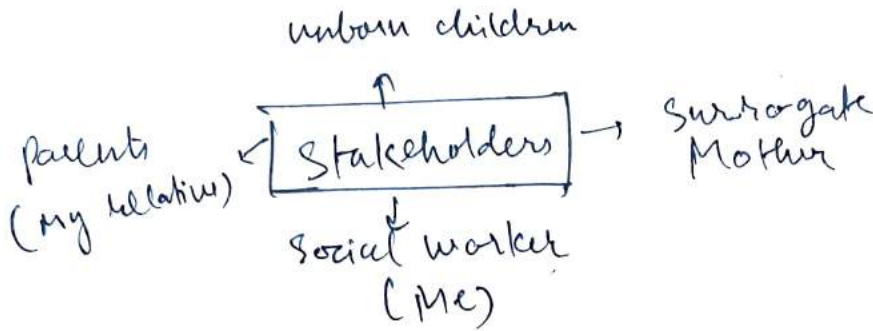 unborn children
Stakeholders
Surrogate
Mother
Parents
(My relative)
Social worker
(Me)